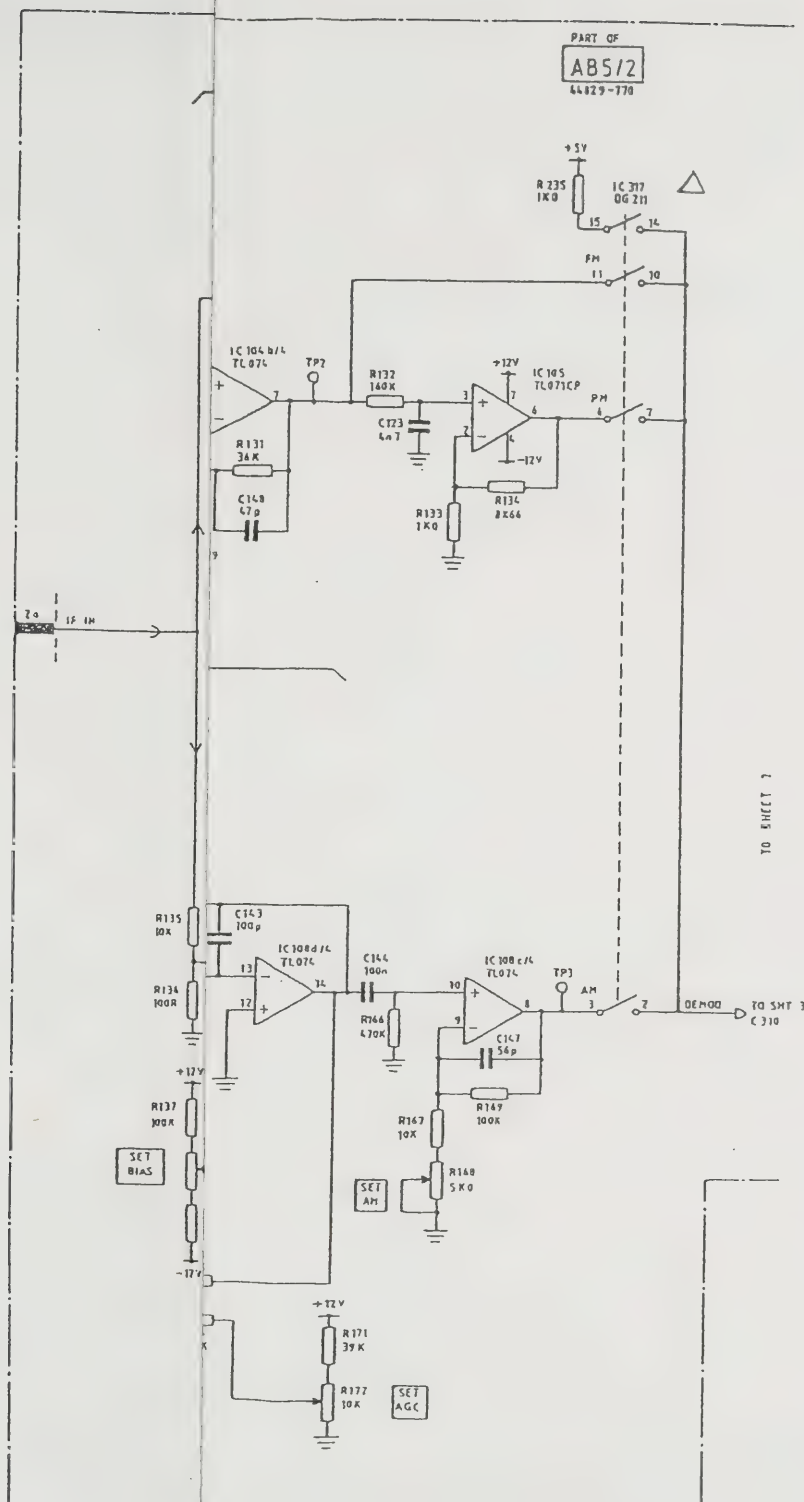 PART OF
AB5/2
44829-770
+5V
R235
1K0
IC317
DG211
15
14
FM
11
10
IC104b/4
TL074
TP2
+
-
7
R132
160K
C123
4n7
+12V
IC105
TL071CP
3
+
7
6
2
-
4
-12V
PM
6
7
R131
36K
C148
47p
R133
1K0
R134
8K66
9
2a
IF IN
TO SHEET 2
R135
10K
C143
100p
IC108d/4
TL074
13
-
14
12
+
R136
100R
C144
100n
R166
470K
IC108c/4
TL074
10
+
8
9
-
TP3
AM
3
2
DEMOD
TO SHT 3
C310
C147
56p
R169
100K
+12V
R137
100K
SET
BIAS
-12V
R167
10K
R168
5K0
SET
AM
+12V
R171
39K
K
R172
10K
SET
AGC